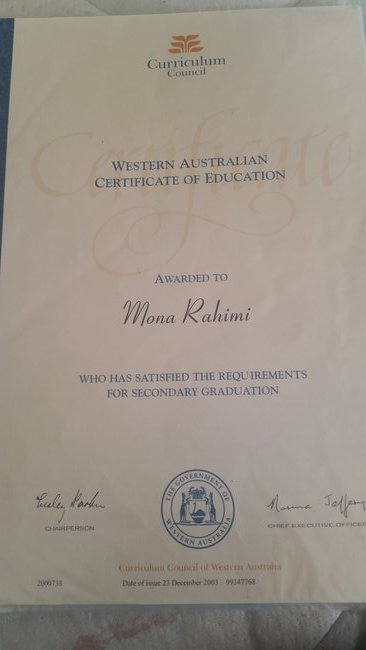 Curriculum
Council
Certificate
WESTERN AUSTRALIAN
CERTIFICATE OF EDUCATION
AWARDED TO
Mona Rahimi
WHO HAS SATISFIED THE REQUIREMENTS
FOR SECONDARY GRADUATION
THE GOVERNMENT OF
WESTERN AUSTRALIA
CHAIRPERSON
CHIEF EXECUTIVE OFFICER
Curriculum Council of Western Australia
2000738
Date of issue 23 December 2003 99347768